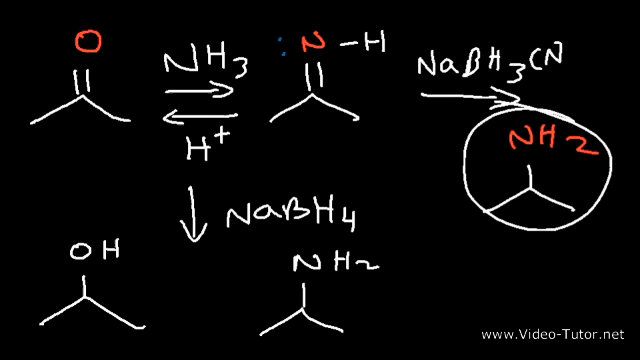 O NH3 N-H NaBH3CN
H+ NH2
NaBH4
OH NH2
www.Video-Tutor.net